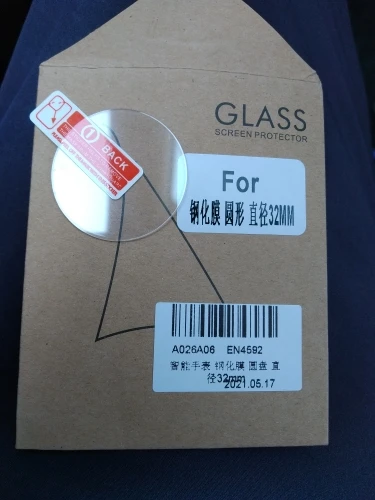 GLASS
SCREEN PROTECTOR
BACK
For
钢化膜 圆形 直径32MM
A026A06 EN4592
智能手表 钢化膜 圆盘 直
径32mm
2021.05.17